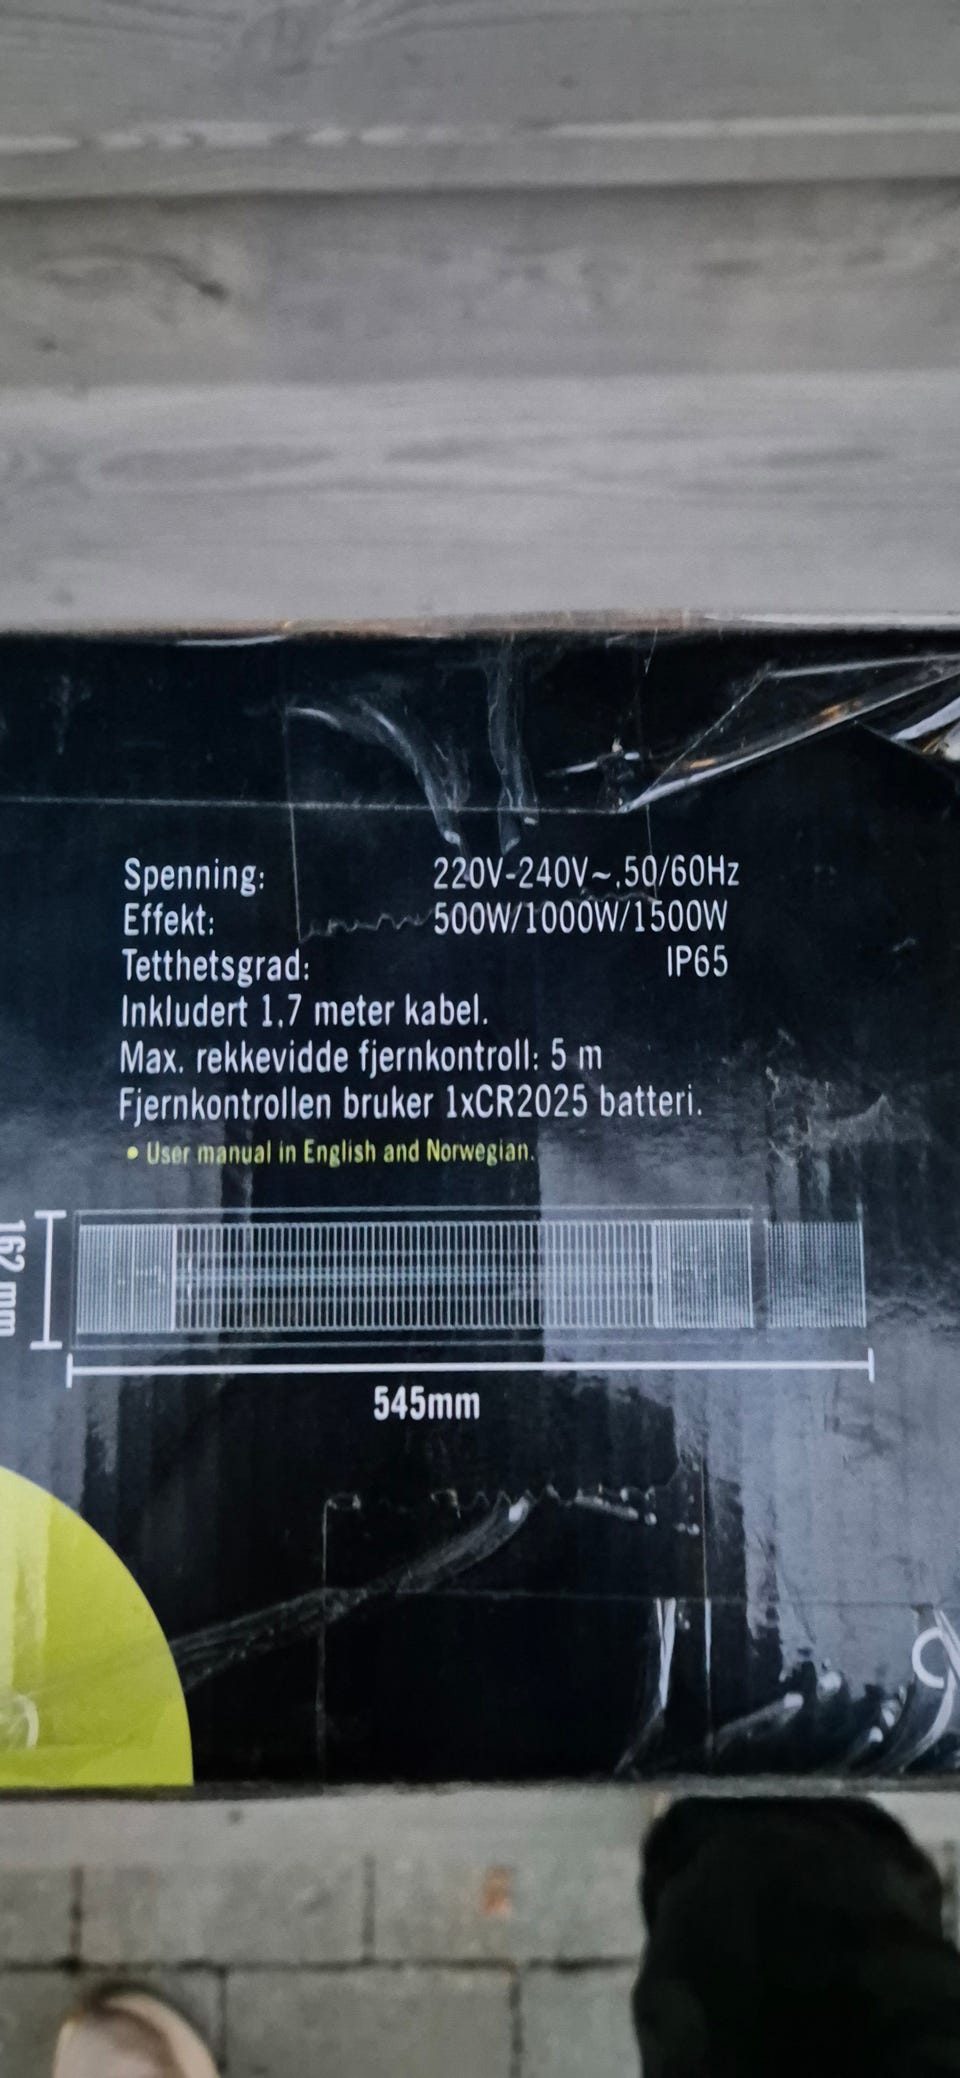 Spenning: 220V-240V~.50/60Hz
Effekt: 500W/1000W/1500W
Tetthetsgrad: IP65
Inkludert 1,7 meter kabel.
Max. rekkevidde fjernkontroll: 5 m
Fjernkontrollen bruker 1xCR2025 batteri.
• User manual in English and Norwegian.
162 mm
545mm